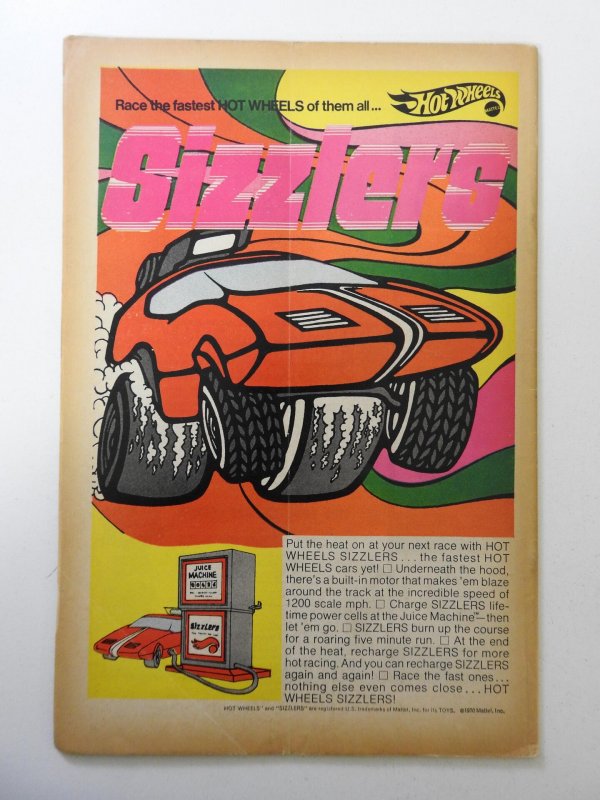 Race the fastest HOT WHEELS of them all...
HOT WHEELS
MATTEL
Sizzlers
JUICE
MACHINE
Sizzlers
Put the heat on at your next race with HOT
WHEELS SIZZLERS... the fastest HOT
WHEELS cars yet! □ Underneath the hood,
there's a built-in motor that makes 'em blaze
around the track at the incredible speed of
1200 scale mph. □ Charge SIZZLERS life-
time power cells at the Juice Machine™—then
let 'em go. □ SIZZLERS burn up the course
for a roaring five minute run. □ At the end
of the heat, recharge SIZZLERS for more
hot racing. And you can recharge SIZZLERS
again and again! □ Race the fast ones...
nothing else even comes close... HOT
WHEELS SIZZLERS!
HOT WHEELS® and "SIZZLERS" are registered U.S. trademarks of Mattel, Inc. for its TOYS. ©1970 Mattel, Inc.